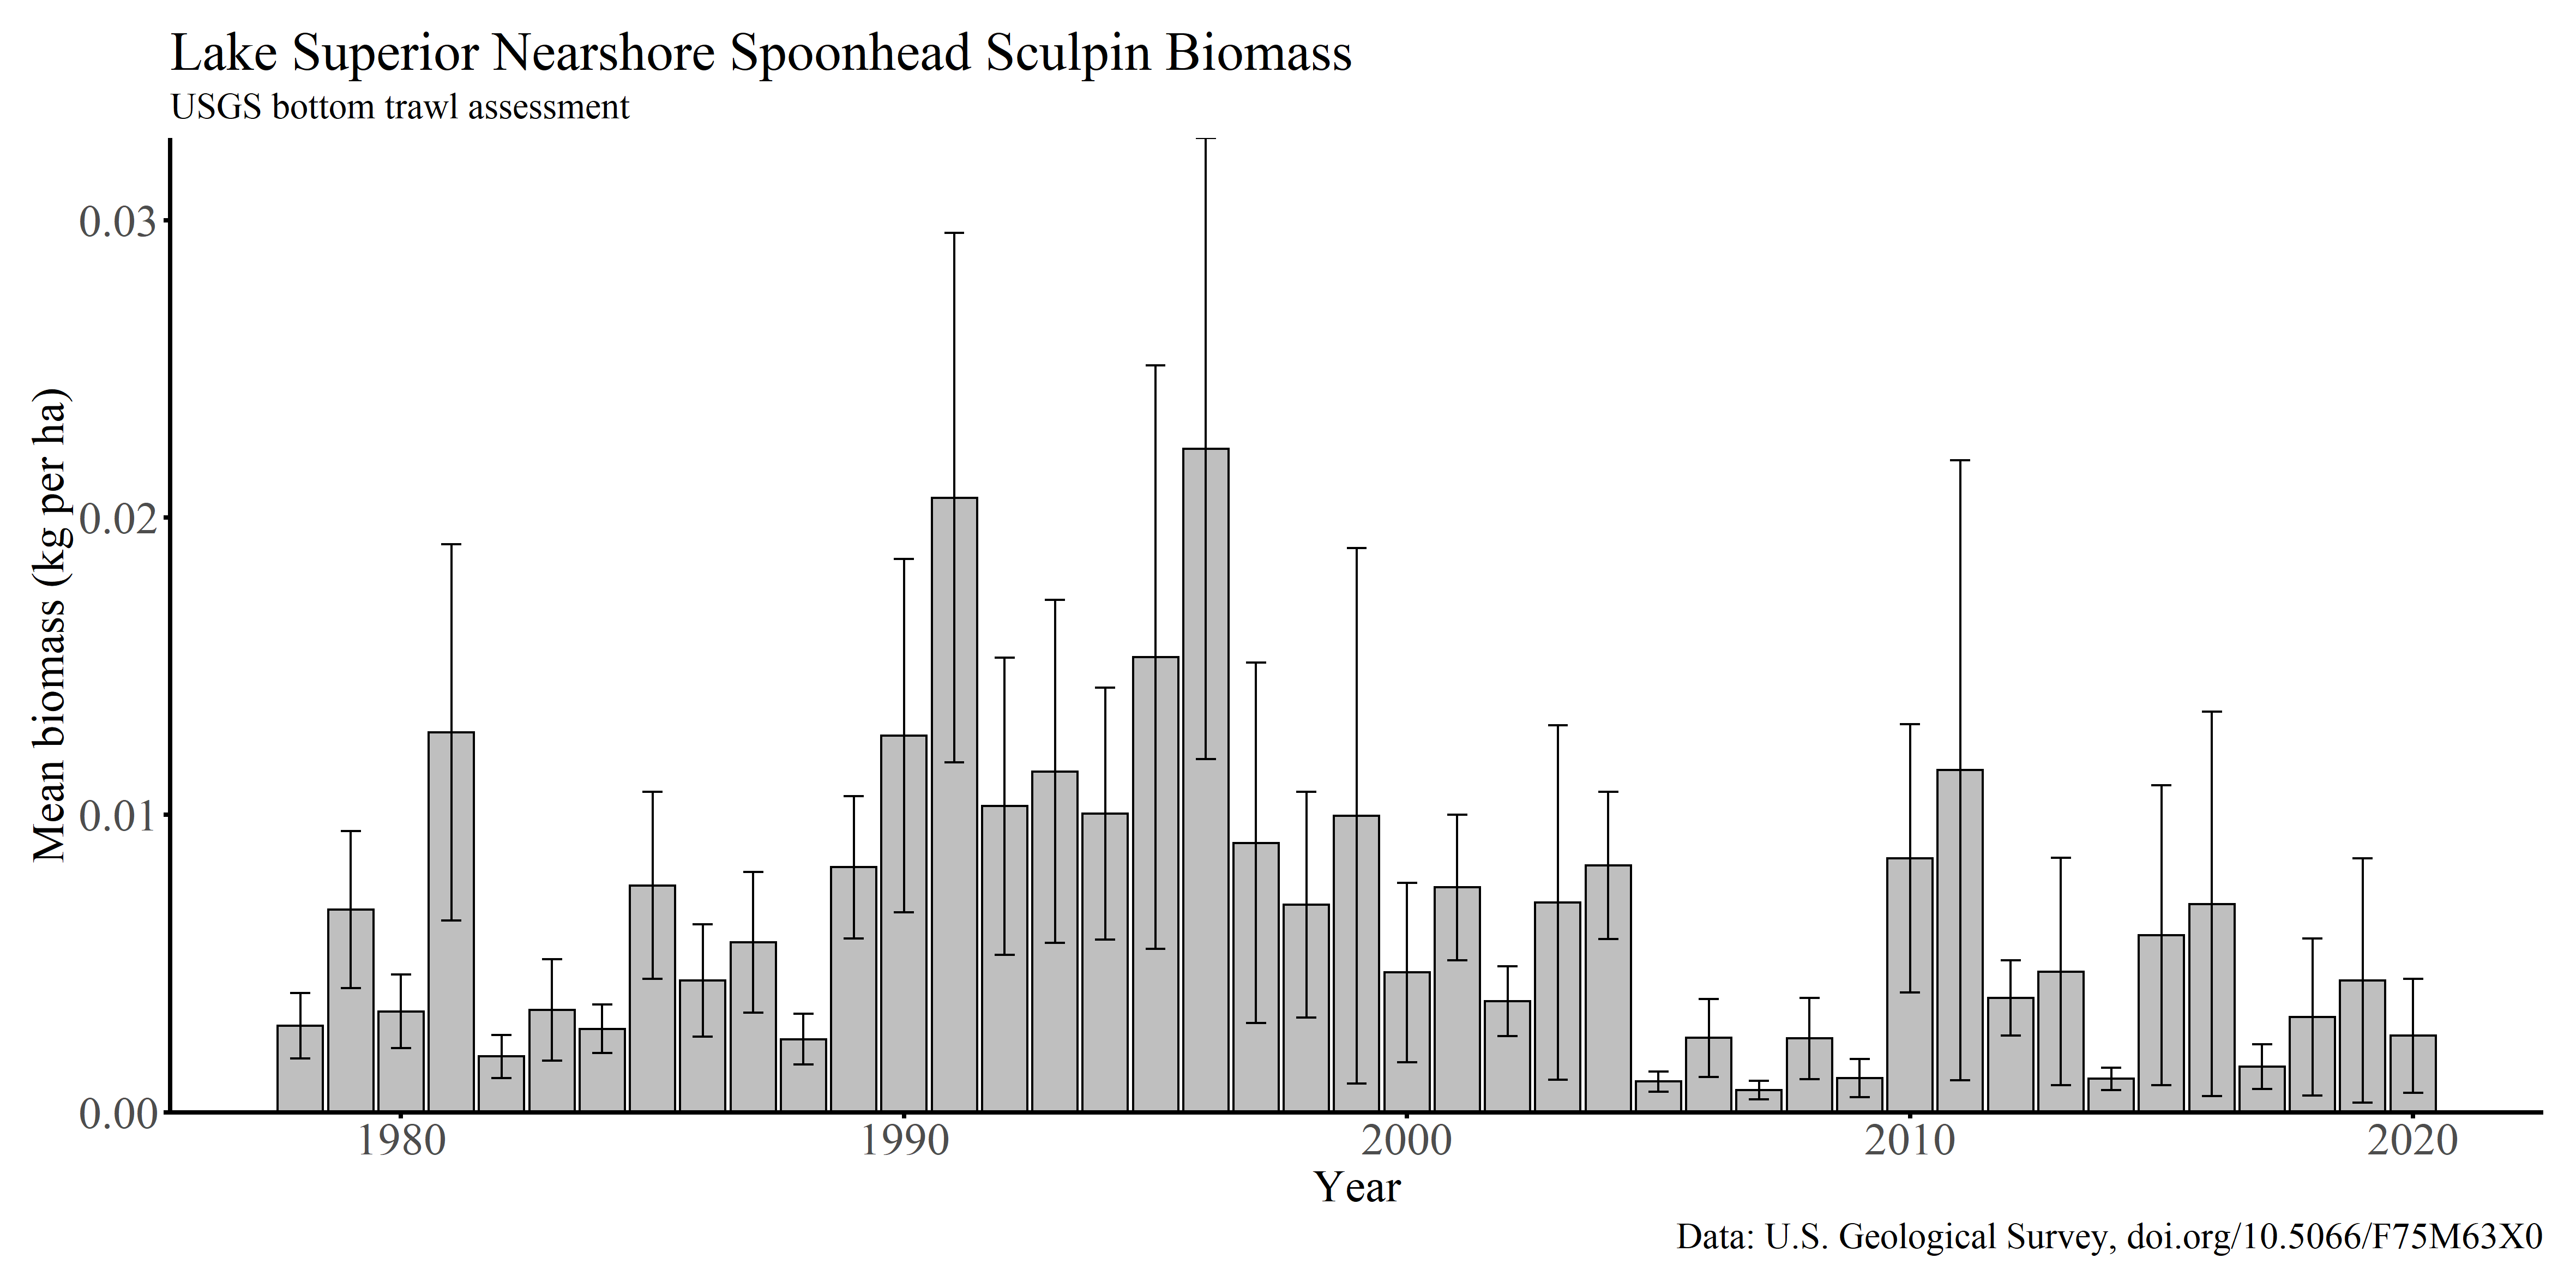 Lake Superior Nearshore Spoonhead Sculpin Biomass
USGS bottom trawl assessment
Mean biomass (kg per ha)
0.03
0.02
0.01
0.00
1980 1990 2000 2010 2020
Year
Data: U.S. Geological Survey, doi.org/10.5066/F75M63X0